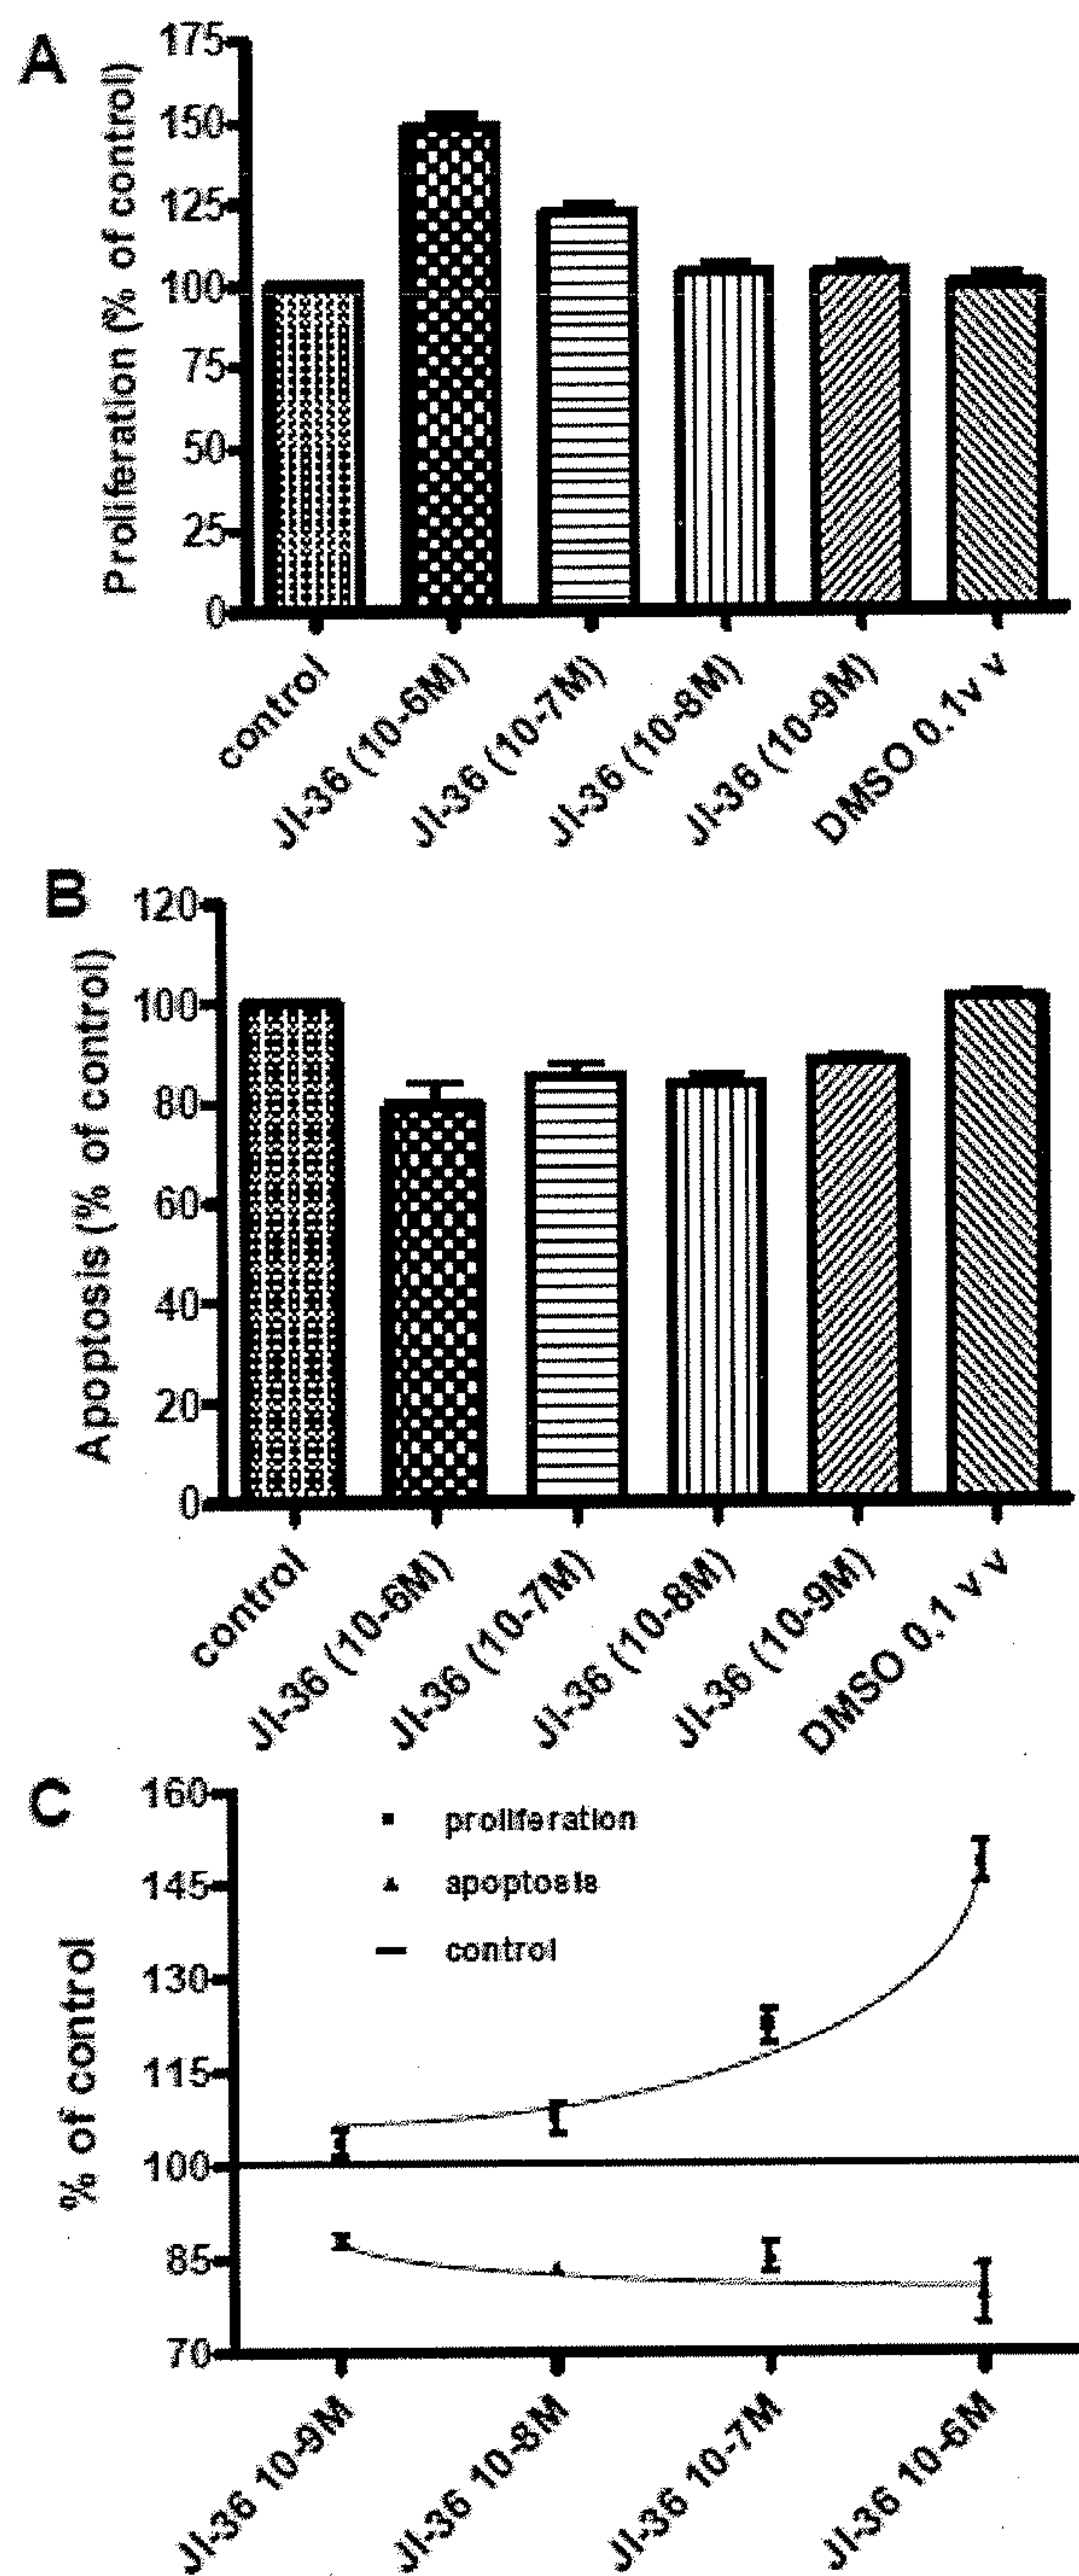 A
Proliferation (% of control)
175
150
125
100
75
50
25
0
control
JI-36 (10-6M)
JI-36 (10-7M)
JI-36 (10-8M)
JI-36 (10-9M)
DMSO 0.1v v
B
Apoptosis (% of control)
120
100
80
60
40
20
0
control
JI-36 (10-6M)
JI-36 (10-7M)
JI-36 (10-8M)
JI-36 (10-9M)
DMSO 0.1 v v
C
% of control
160
145
130
115
100
85
70
proliferation
apoptosis
control
JI-36 10-9M
JI-36 10-8M
JI-36 10-7M
JI-36 10-6M